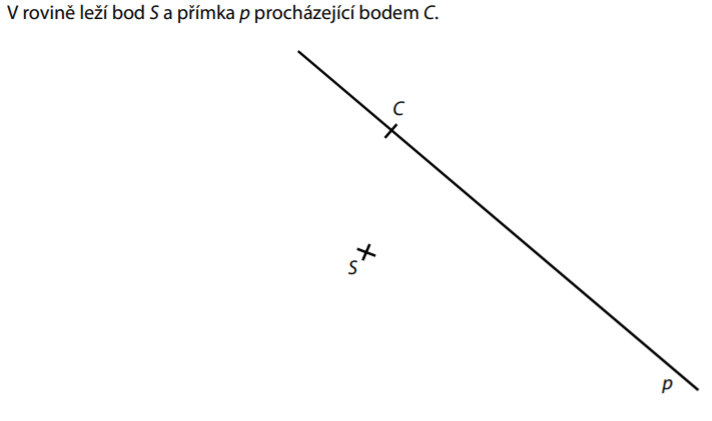 V rovině leží bod S a přímka p procházející bodem C.
C
S
p